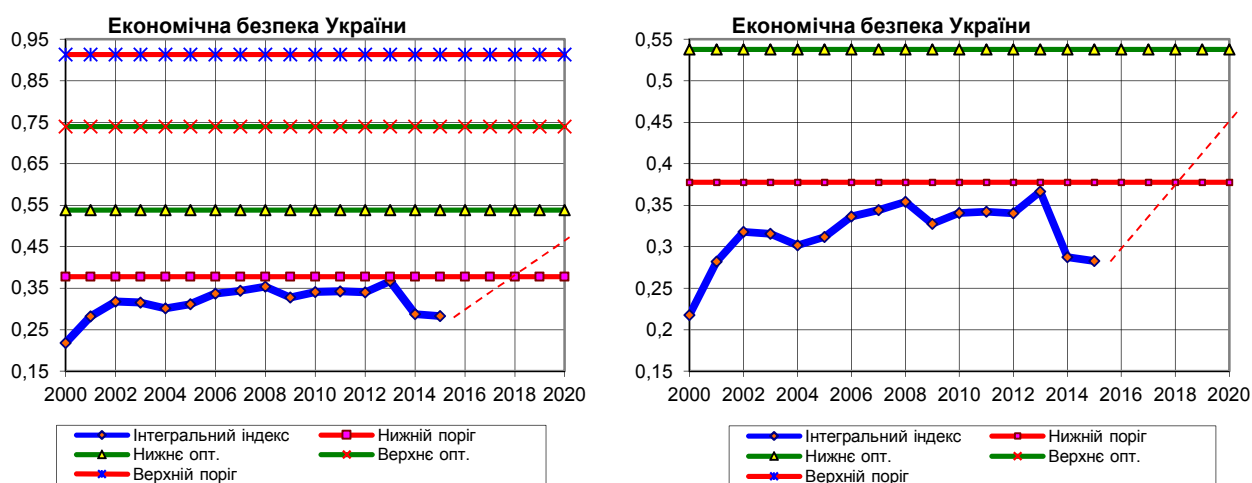 Економічна безпека України
0,95
0,85
0,75
0,65
0,55
0,45
0,35
0,25
0,15
2000 2002 2004 2006 2008 2010 2012 2014 2016 2018 2020
Інтегральний індекс
Нижній поріг
Нижнє опт.
Верхнє опт.
Верхній поріг
Економічна безпека України
0,55
0,5
0,45
0,4
0,35
0,3
0,25
0,2
0,15
2000 2002 2004 2006 2008 2010 2012 2014 2016 2018 2020
Інтегральний індекс
Нижній поріг
Нижнє опт.
Верхнє опт.
Верхній поріг